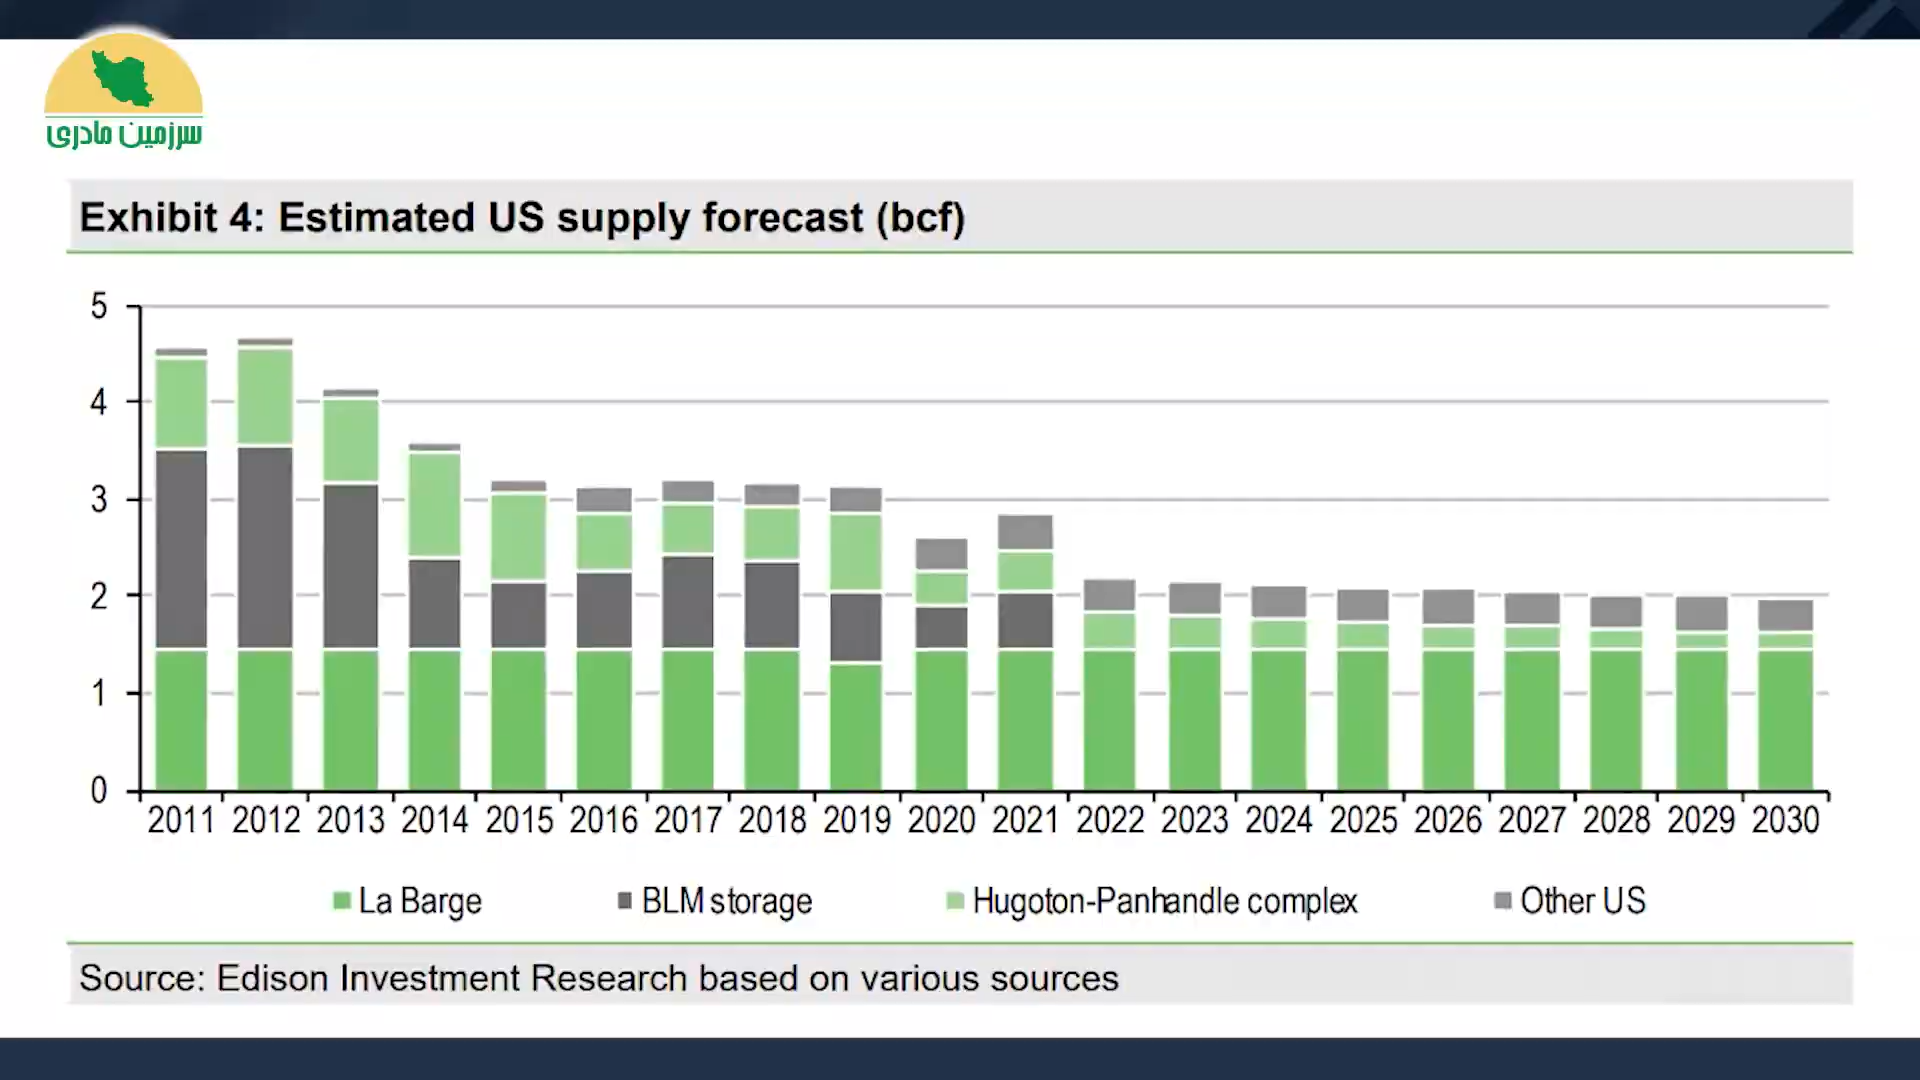 سرزمین مادری
Exhibit 4: Estimated US supply forecast (bcf)
5
4
3
2
1
0
2011 2012 2013 2014 2015 2016 2017 2018 2019 2020 2021 2022 2023 2024 2025 2026 2027 2028 2029 2030
La Barge BLM storage Hugoton-Panhandle complex Other US
Source: Edison Investment Research based on various sources